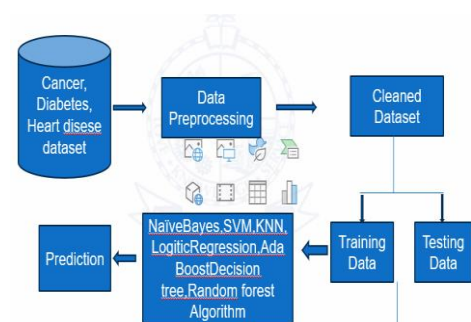 Cancer,
Diabetes,
Heart disese
dataset
Data
Preprocessing
Cleaned
Dataset
Prediction
NaïveBayes,SVM,KNN,
LogiticRegression,Ada
BoostDecision
tree,Random forest
Algorithm
Training
Data
Testing
Data